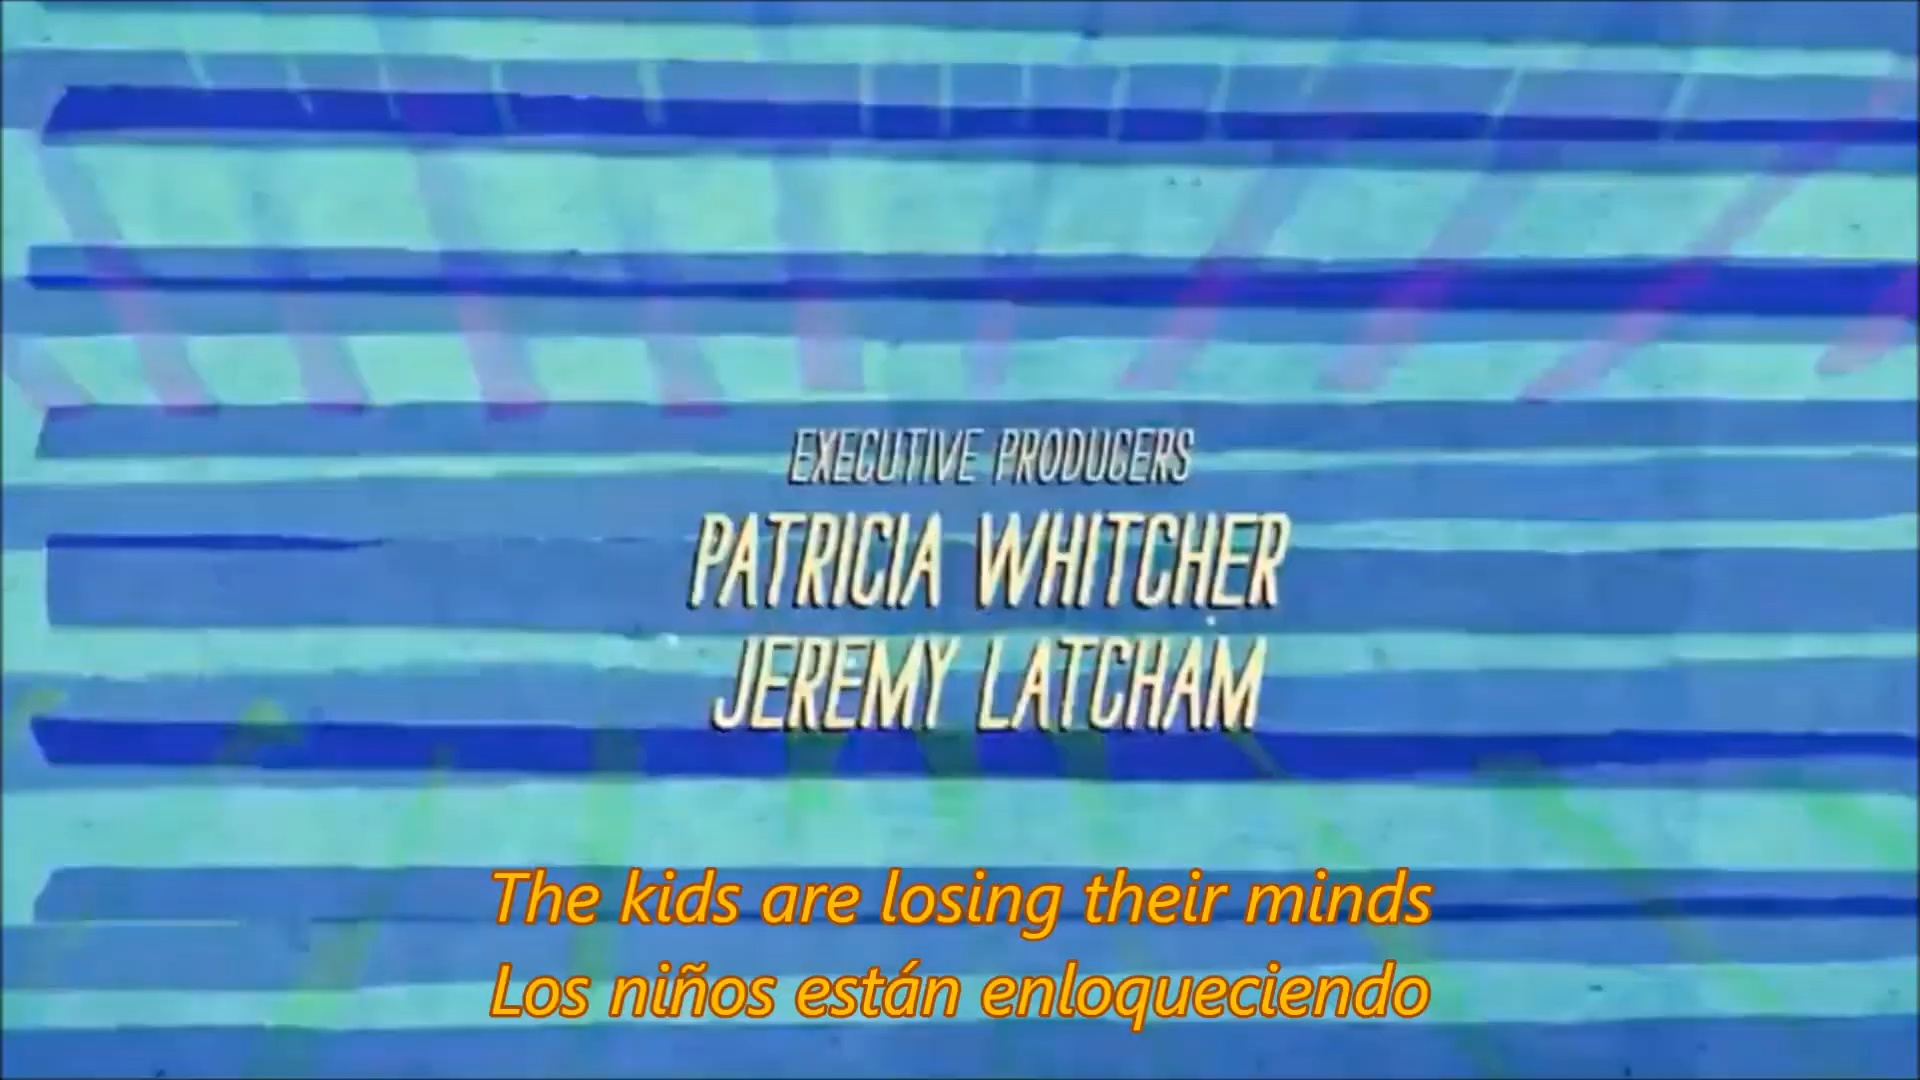 EXECUTIVE PRODUCERS
PATRICIA WHITCHER
JEREMY LATCHAM
The kids are losing their minds
Los niños están enloqueciendo